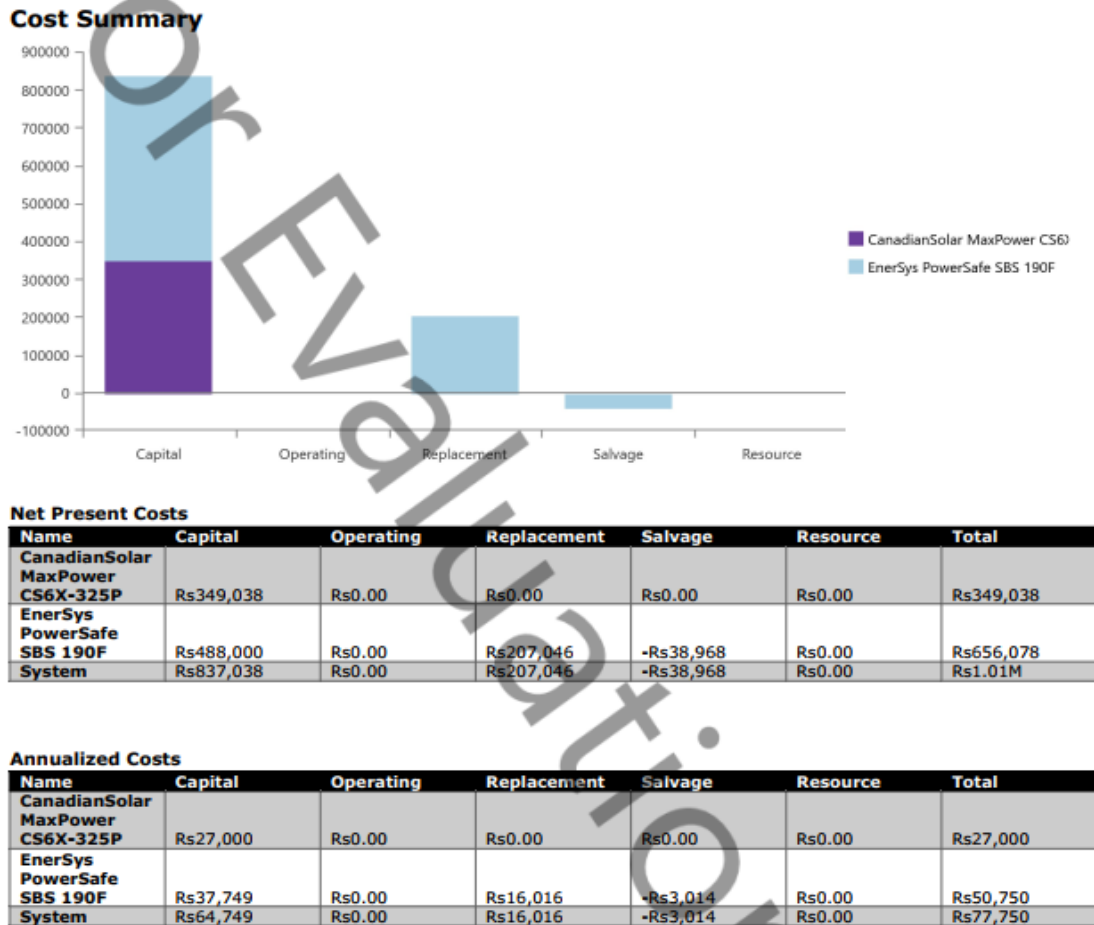 Cost Summary
900000
800000
700000
600000
500000
400000
300000
200000
100000
0
-100000
Capital Operating Replacement Salvage Resource
CanadianSolar MaxPower CS6X
EnerSys PowerSafe SBS 190F
or Evaluation
Net Present Costs
Name Capital Operating Replacement Salvage Resource Total
CanadianSolar
MaxPower
CS6X-325P Rs349,038 Rs0.00 Rs0.00 Rs0.00 Rs0.00 Rs349,038
EnerSys
PowerSafe
SBS 190F Rs488,000 Rs0.00 Rs207,046 -Rs38,968 Rs0.00 Rs656,078
System Rs837,038 Rs0.00 Rs207,046 -Rs38,968 Rs0.00 Rs1.01M
Annualized Costs
Name Capital Operating Replacement Salvage Resource Total
CanadianSolar
MaxPower
CS6X-325P Rs27,000 Rs0.00 Rs0.00 Rs0.00 Rs0.00 Rs27,000
EnerSys
PowerSafe
SBS 190F Rs37,749 Rs0.00 Rs16,016 -Rs3,014 Rs0.00 Rs50,750
System Rs64,749 Rs0.00 Rs16,016 -Rs3,014 Rs0.00 Rs77,750